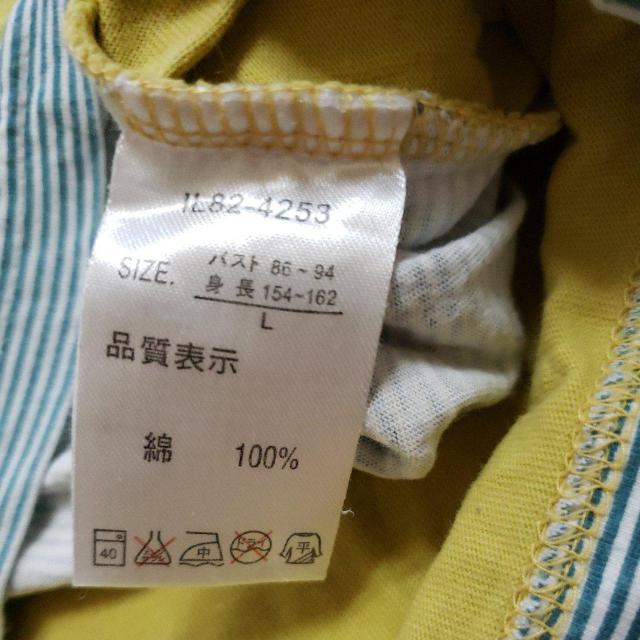 IL82-4253
SIZE. バスト 86~94
身長 154~162
L
品質表示
綿 100%
40 中 平